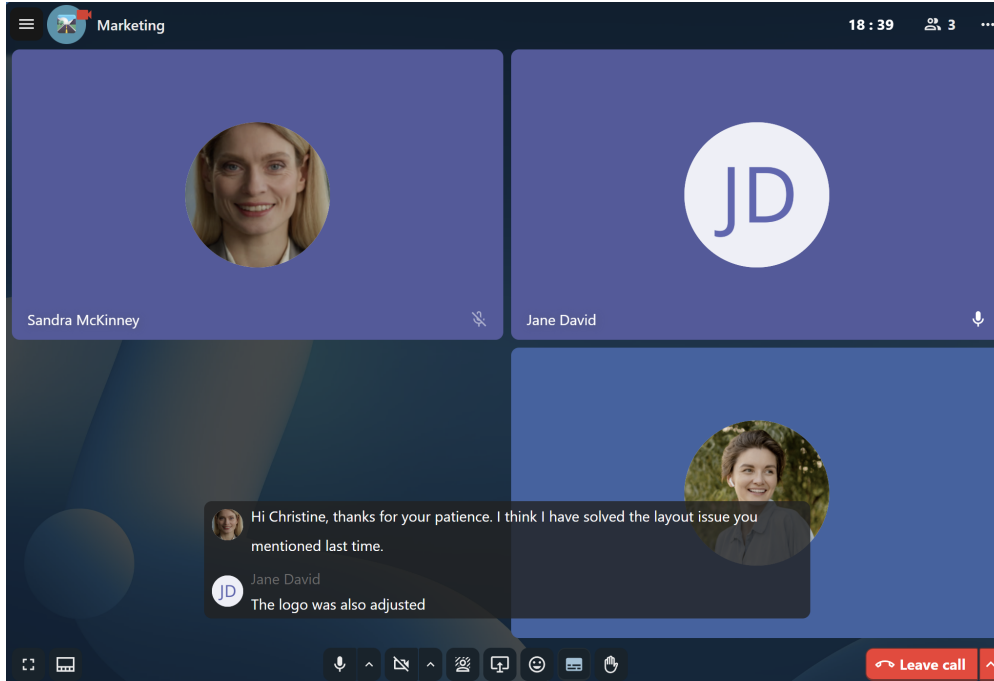 Marketing
18 : 39
3
JD
Sandra McKinney
Jane David
Hi Christine, thanks for your patience. I think I have solved the layout issue you
mentioned last time.
JD
Jane David
The logo was also adjusted
Leave call